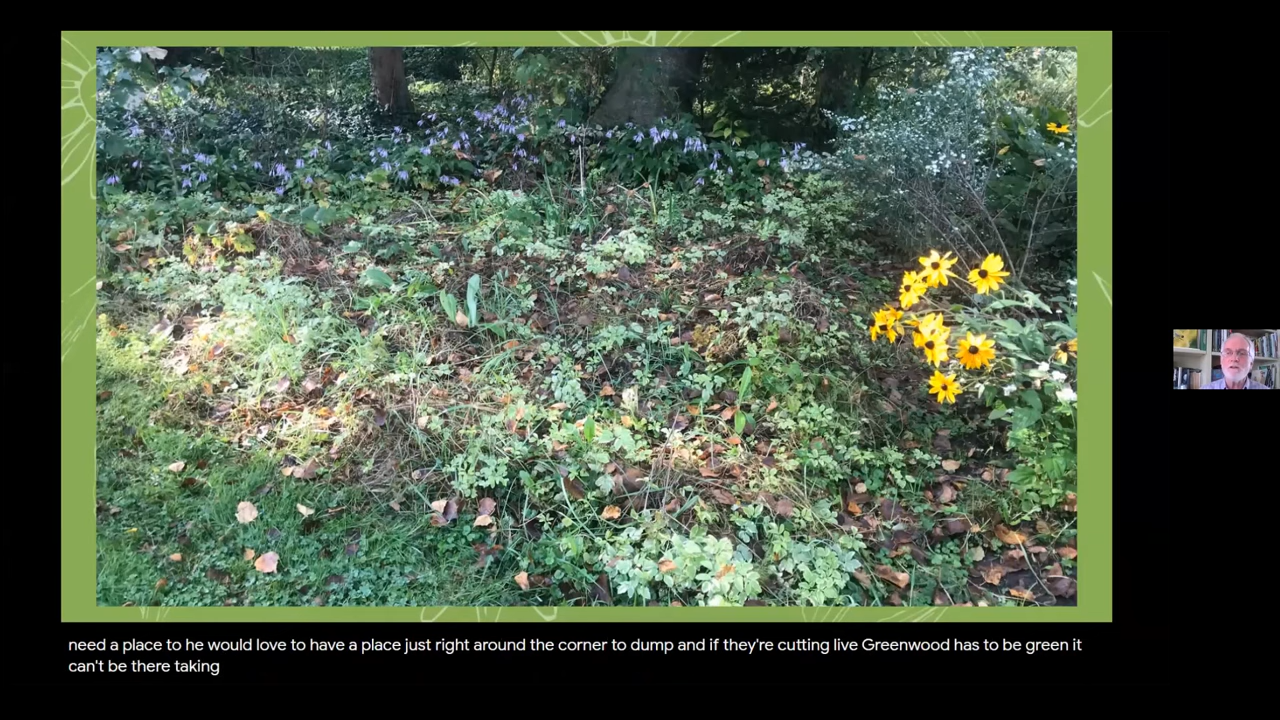 need a place to he would love to have a place just right around the corner to dump and if they're cutting live Greenwood has to be green it
can't be there taking